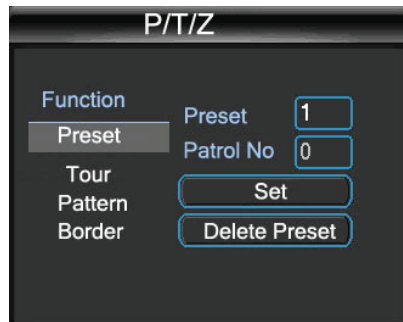 P/T/Z
Function
Preset
Tour
Pattern
Border
Preset 1
Patrol No 0
Set
Delete Preset